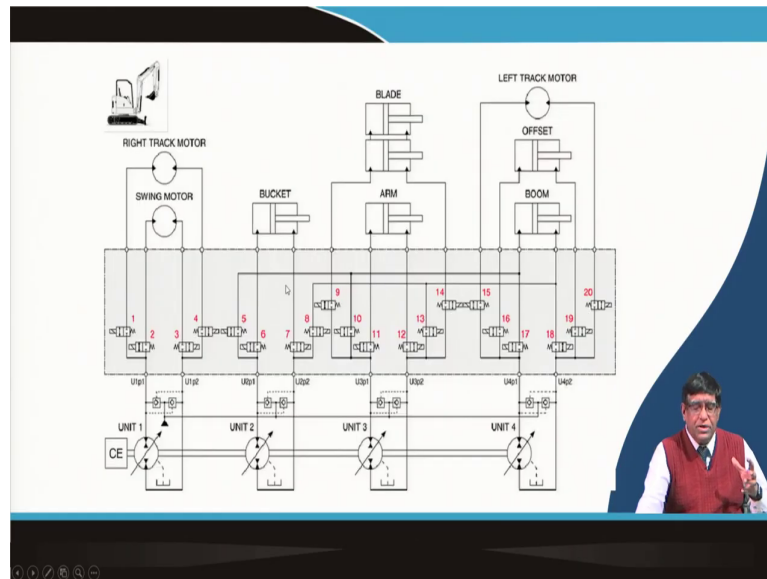 BLADE
LEFT TRACK MOTOR
RIGHT TRACK MOTOR
OFFSET
SWING MOTOR
BUCKET
ARM
BOOM
1 2 3 4 5 6 7 8 9 10 11 12 13 14 15 16 17 18 19 20
U1p1 U1p2 U2p1 U2p2 U3p1 U3p2 U4p1 U4p2
UNIT 1 UNIT 2 UNIT 3 UNIT 4
CE